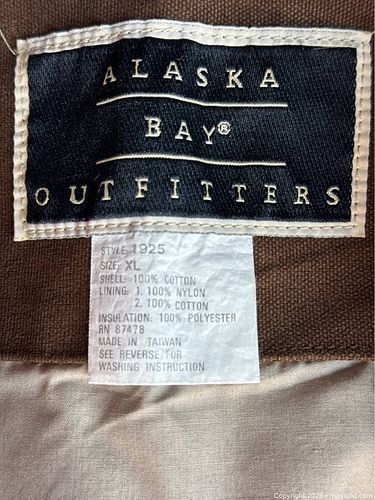 ALASKA
BAY®
OUTFITTERS
STYLE: 1925
SIZE: XL
SHELL: 100% COTTON
LINING: 1. 100% NYLON
2. 100% COTTON
INSULATION: 100% POLYESTER
RN 87478
MADE IN TAIWAN
SEE REVERSE FOR
WASHING INSTRUCTION